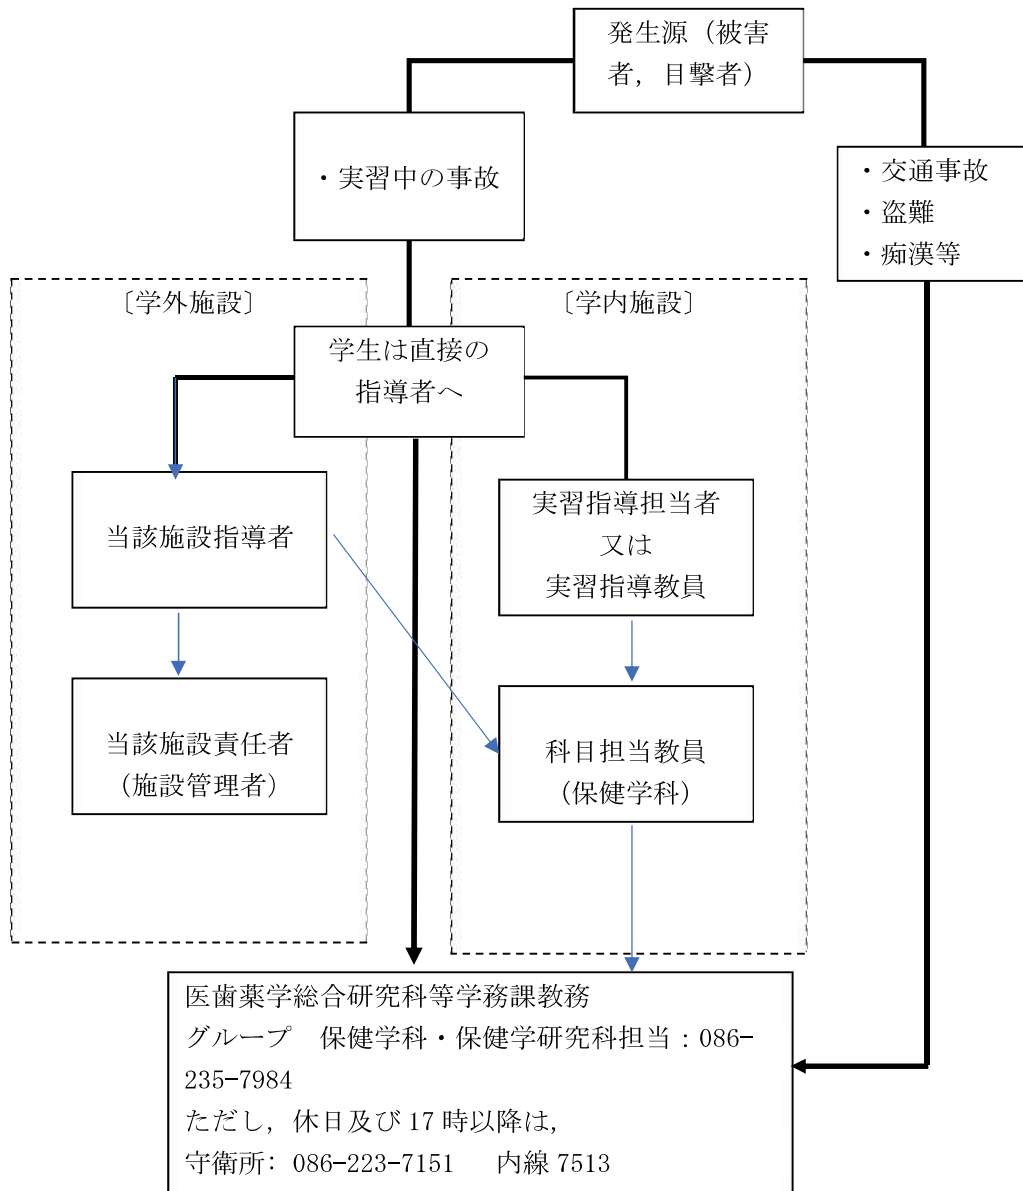 発生源（被害
者，目撃者）
・実習中の事故
・交通事故
・盗難
・痴漢等
〔学外施設〕
〔学内施設〕
学生は直接の
指導者へ
当該施設指導者
実習指導担当者
又は
実習指導教員
当該施設責任者
（施設管理者）
科目担当教員
（保健学科）
医歯薬学総合研究科等学務課教務
グループ　保健学科・保健学研究科担当：086-
235-7984
ただし，休日及び 17 時以降は，
守衛所：086-223-7151　内線 7513